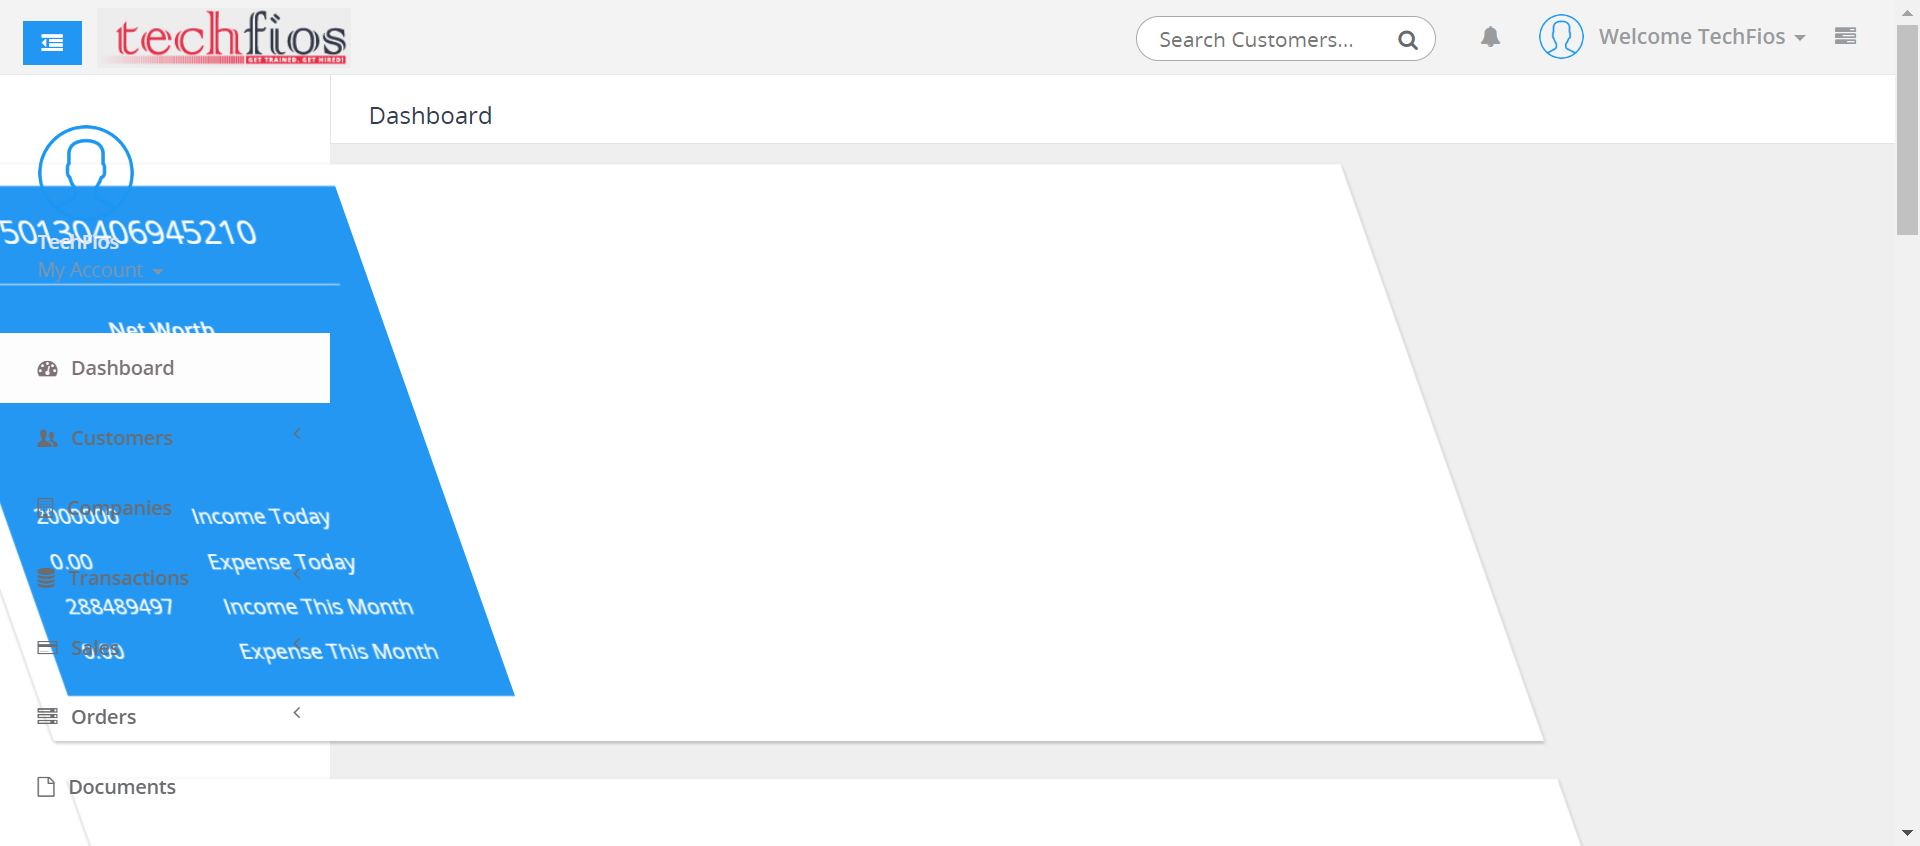 techfios
GET TRAINED. GET HIRED!
Search Customers...
Welcome TechFios
Dashboard
50130406945210
TechFios
My Account
Net Worth
Dashboard
Customers
Companies
2000000 Income Today
0.00 Expense Today
Transactions
288489497 Income This Month
Sales
0.00 Expense This Month
Orders
Documents